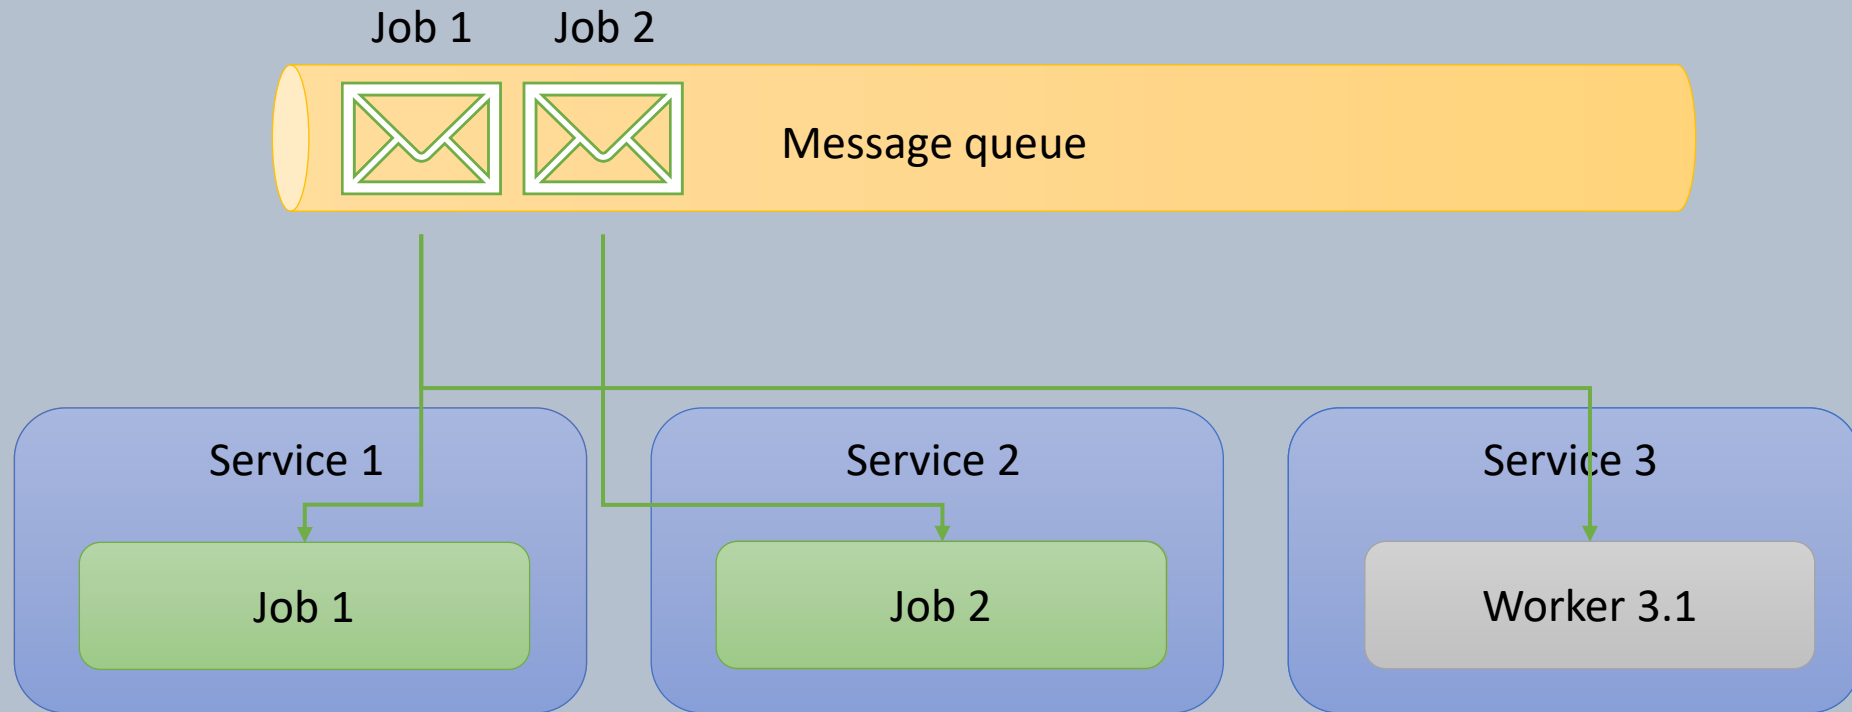 Job 1
Job 2
Message queue
Service 1
Service 2
Service 3
Job 1
Job 2
Worker 3.1